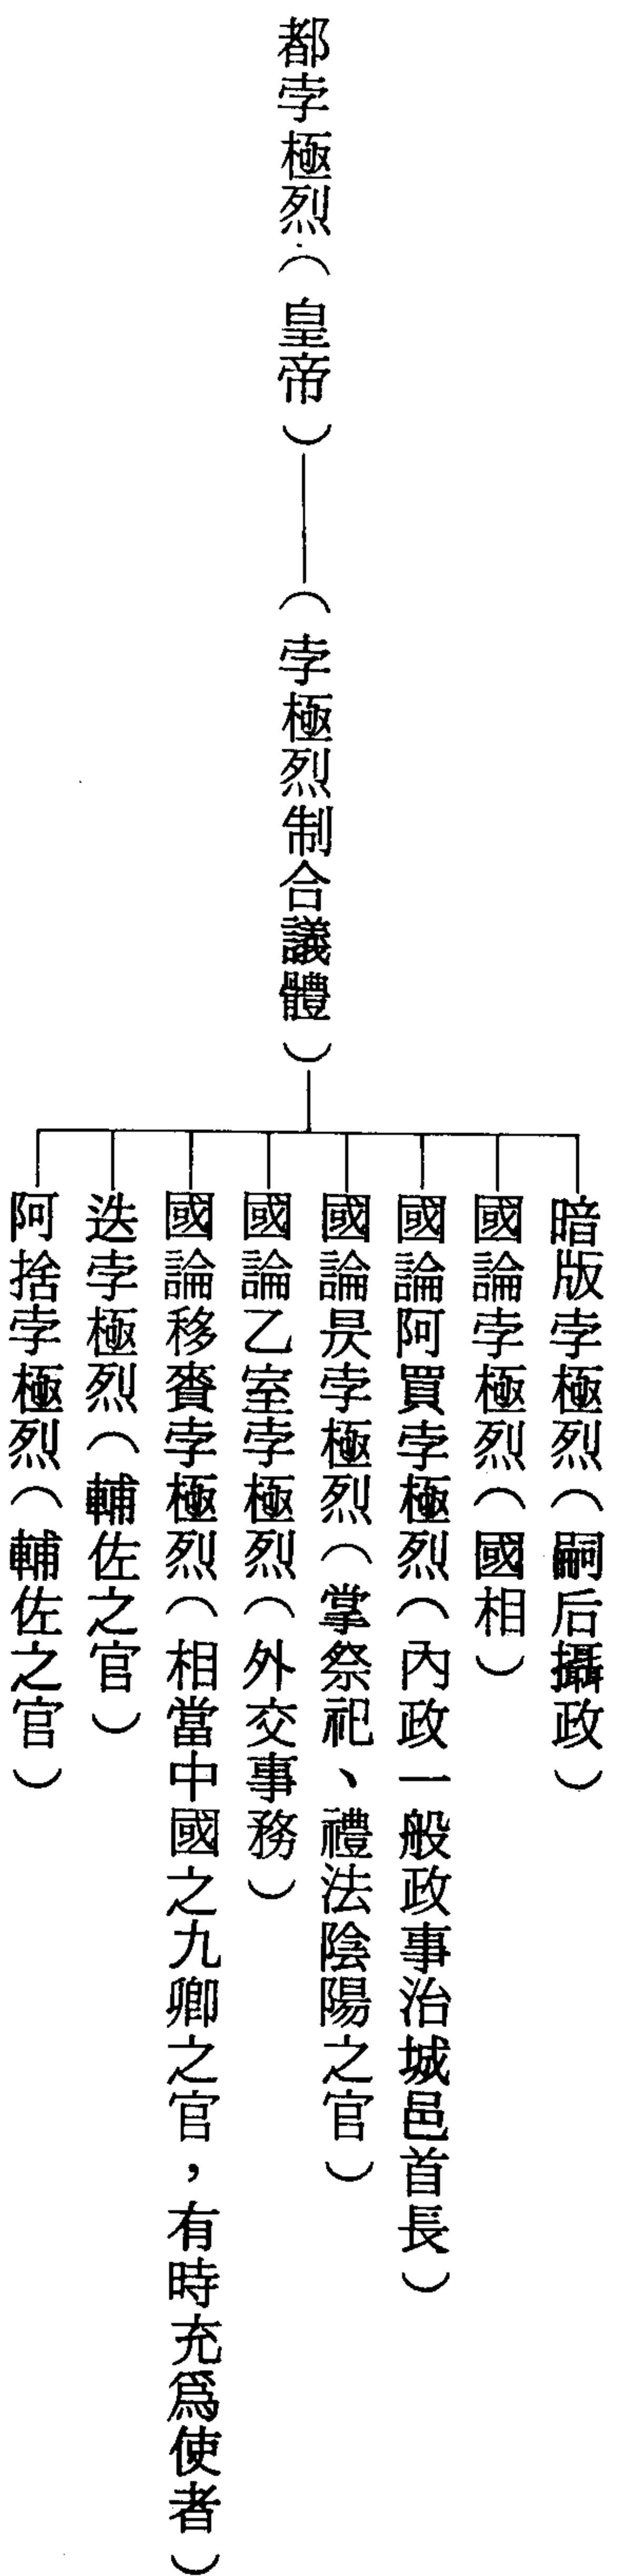 都孛極烈（皇帝）——（孛極烈制合議體）
暗版孛極烈（嗣后攝政）
國論孛極烈（國相）
國論阿買孛極烈（內政一般政事治城邑首長）
國論昃孛極烈（掌祭祀、禮法陰陽之官）
國論乙室孛極烈（外交事務）
國論移賚孛極烈（相當中國之九卿之官，有時充爲使者）
迭孛極烈（輔佐之官）
阿捨孛極烈（輔佐之官）